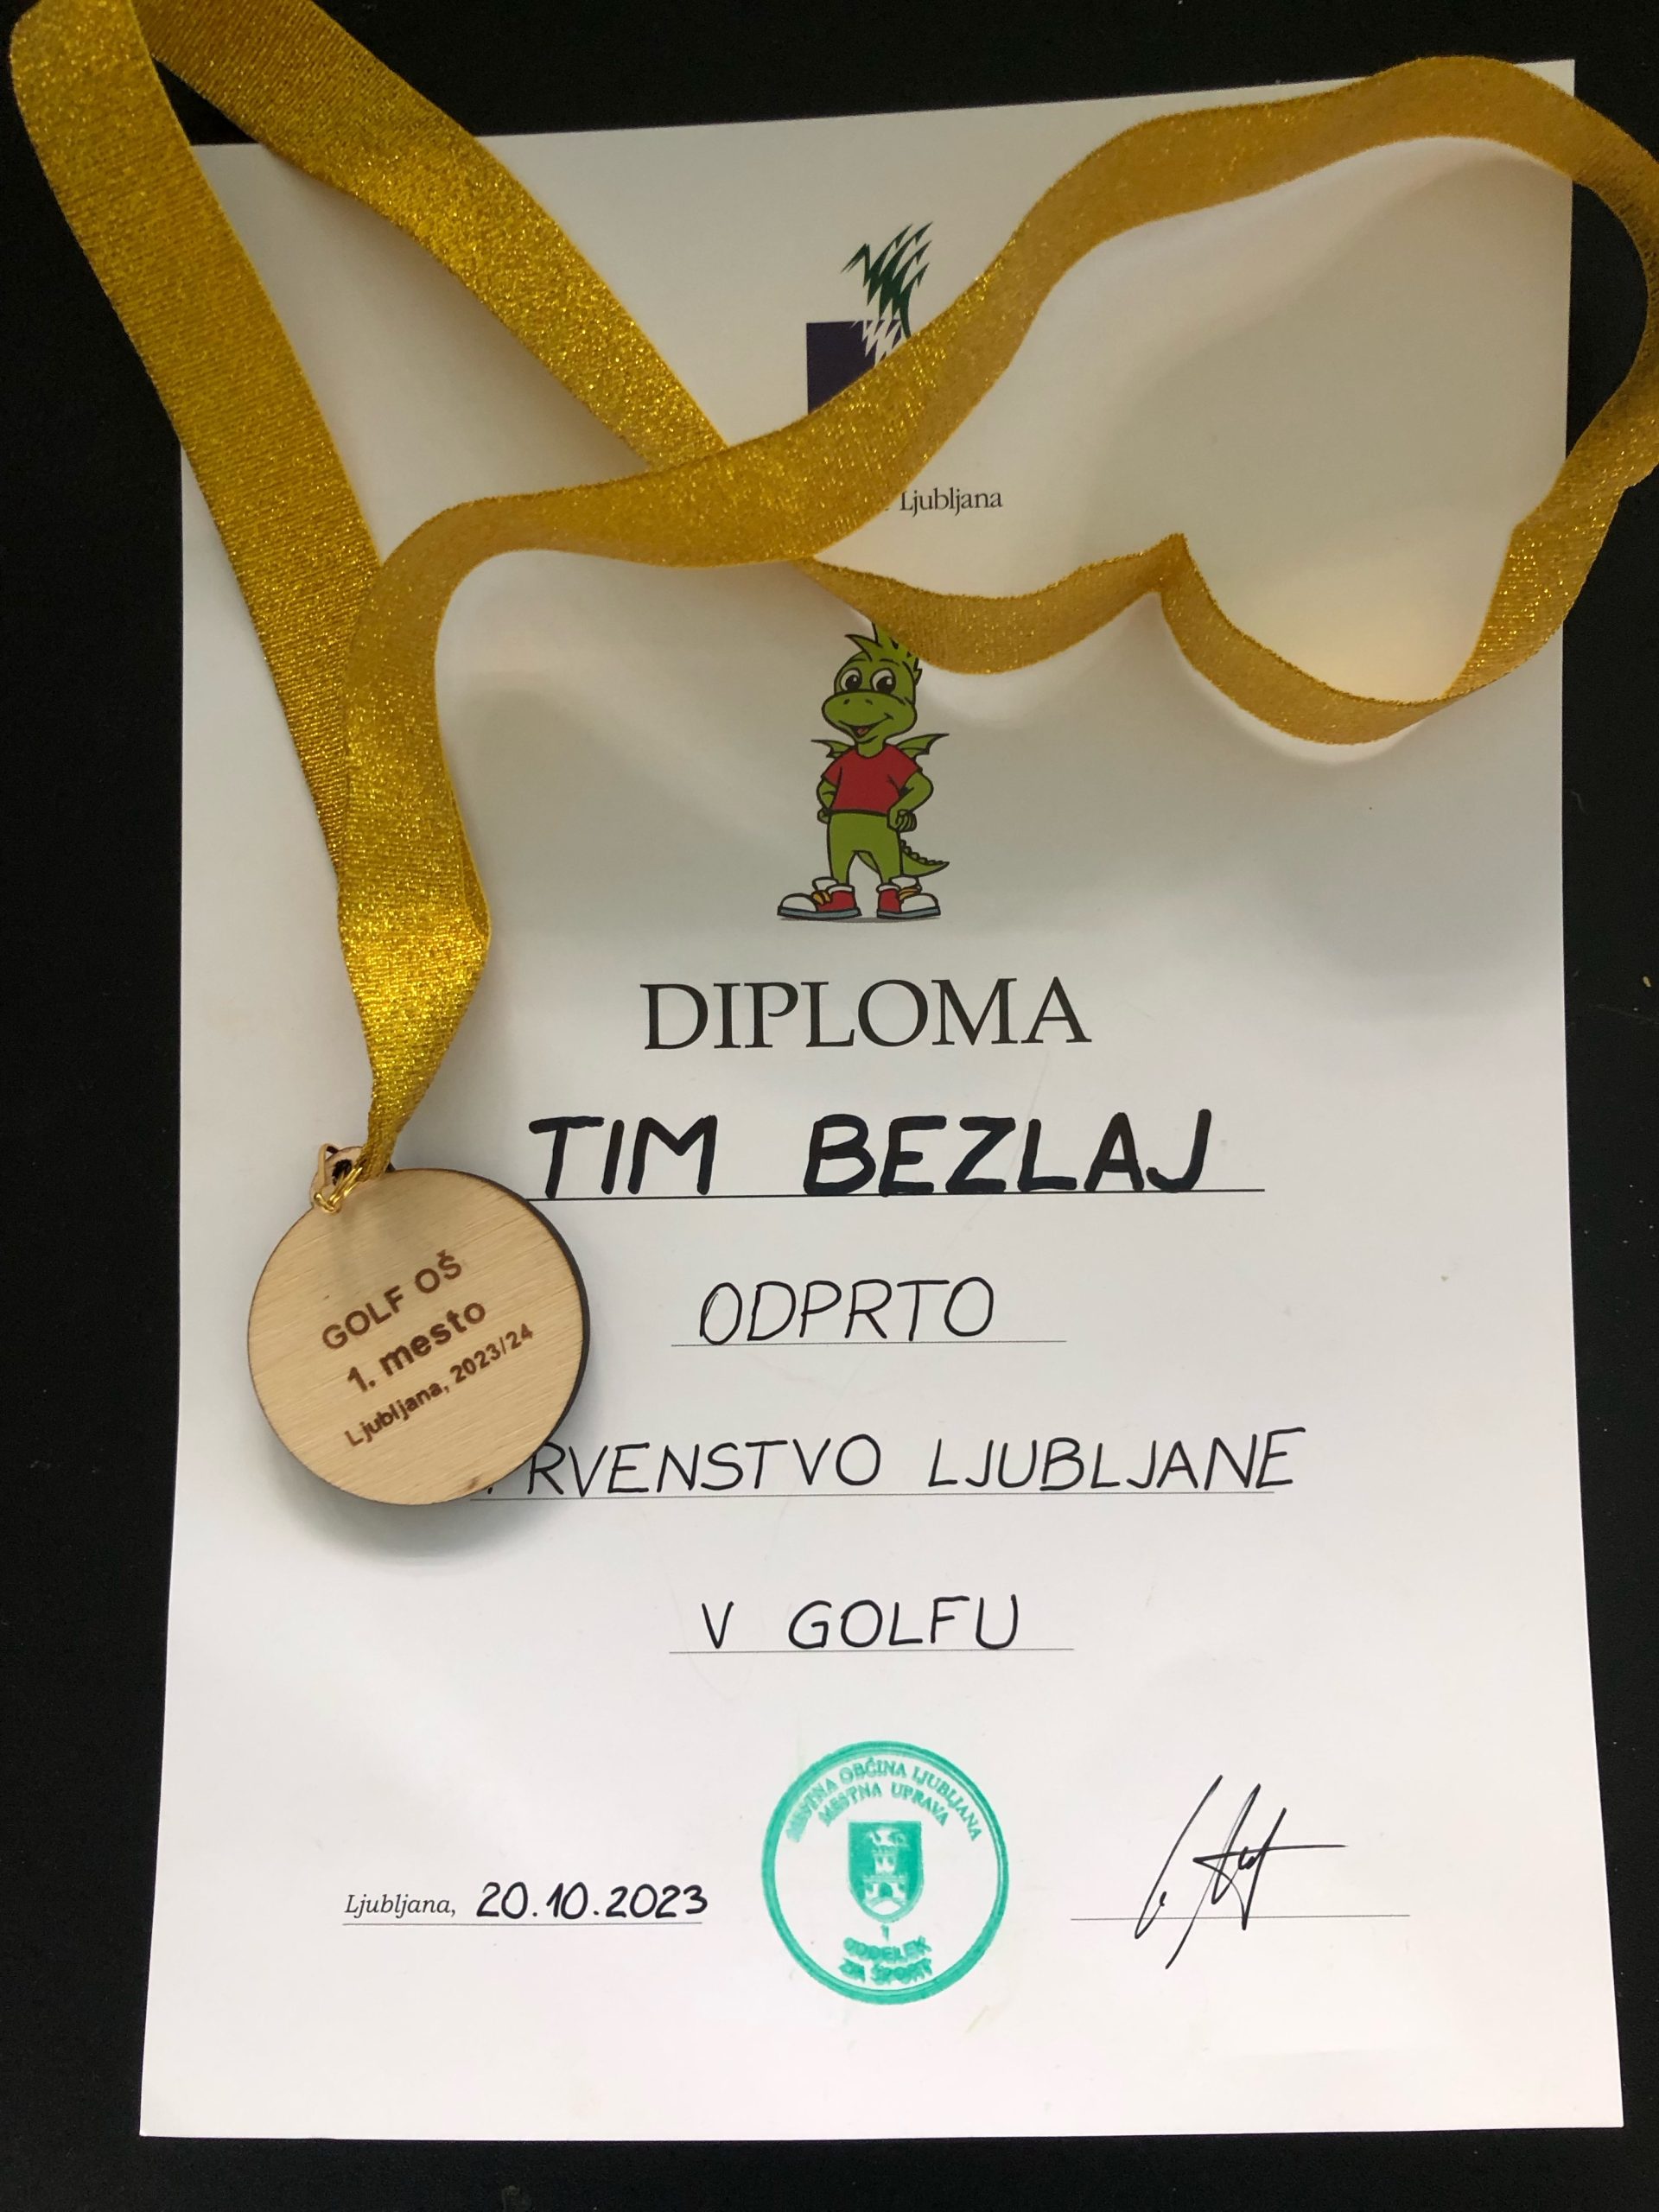 Ljubljana
DIPLOMA
TIM BEZLAJ
ODPRTO
RVENSTVO LJUBLJANE
V GOLFU
GOLF OŠ
1. mesto
Ljubljana, 2023/24
Ljubljana, 20.10.2023
MESTNA OBČINA LJUBLJANA
MESTNA UPRAVA
1
ODDELEK
ZA ŠPORT